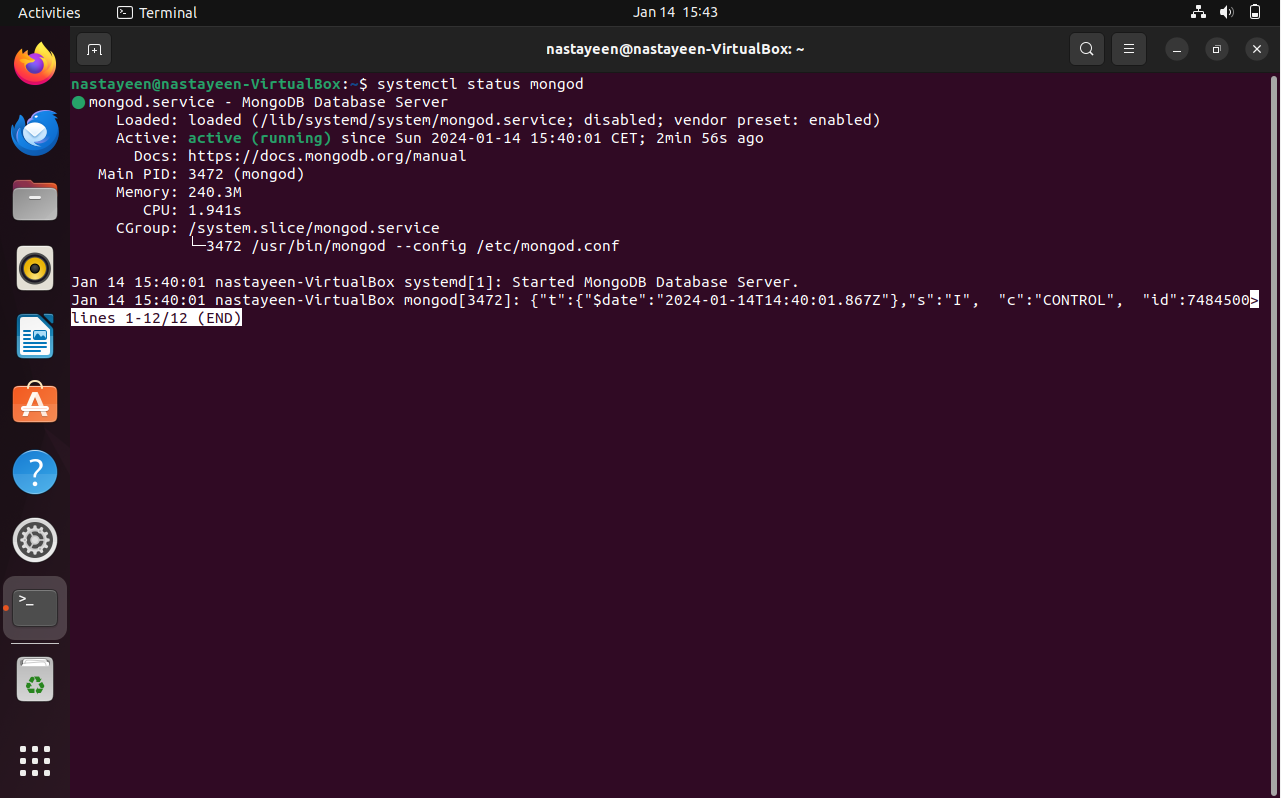 Activities Terminal Jan 14 15:43
nastayeen@nastayeen-VirtualBox: ~
nastayeen@nastayeen-VirtualBox:~$ systemctl status mongod
● mongod.service - MongoDB Database Server
     Loaded: loaded (/lib/systemd/system/mongod.service; disabled; vendor preset: enabled)
     Active: active (running) since Sun 2024-01-14 15:40:01 CET; 2min 56s ago
       Docs: https://docs.mongodb.org/manual
   Main PID: 3472 (mongod)
     Memory: 240.3M
        CPU: 1.941s
     CGroup: /system.slice/mongod.service
             └─3472 /usr/bin/mongod --config /etc/mongod.conf
Jan 14 15:40:01 nastayeen-VirtualBox systemd[1]: Started MongoDB Database Server.
Jan 14 15:40:01 nastayeen-VirtualBox mongod[3472]: {"t":{"$date":"2024-01-14T14:40:01.867Z"},"s":"I",  "c":"CONTROL",  "id":7484500>
lines 1-12/12 (END)